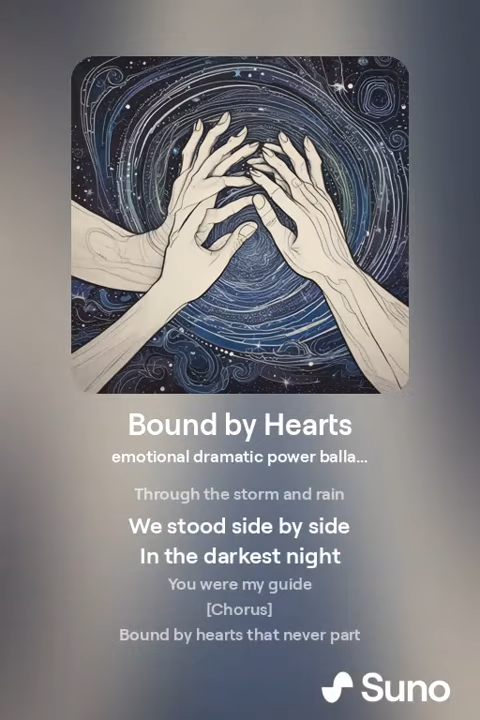 Bound by Hearts
emotional dramatic power balla...
Through the storm and rain
We stood side by side
In the darkest night
You were my guide
[Chorus]
Bound by hearts that never part
Suno